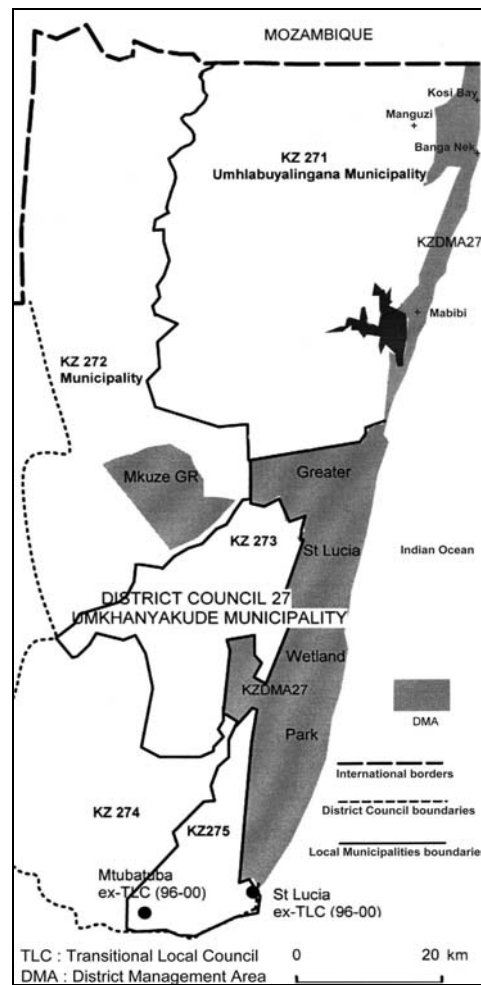 MOZAMBIQUE
Kosi Bay
Manguzi
Banga Nek
KZ 271
Umhlabuyalingana Municipality
KZDMA27
Mabibi
KZ 272
Municipality
Mkuze GR
Greater
KZ 273
St Lucia
Indian Ocean
DISTRICT COUNCIL 27
UMKHANYAKUDE MUNICIPALITY
Wetland
KZDMA27
DMA
Park
International borders
KZ 274
District Council boundaries
KZ275
Local Municipalities boundaries
Mtubatuba
ex-TLC (96-00)
St Lucia
ex-TLC (96-00)
TLC : Transitional Local Council
0 20 km
DMA : District Management Area